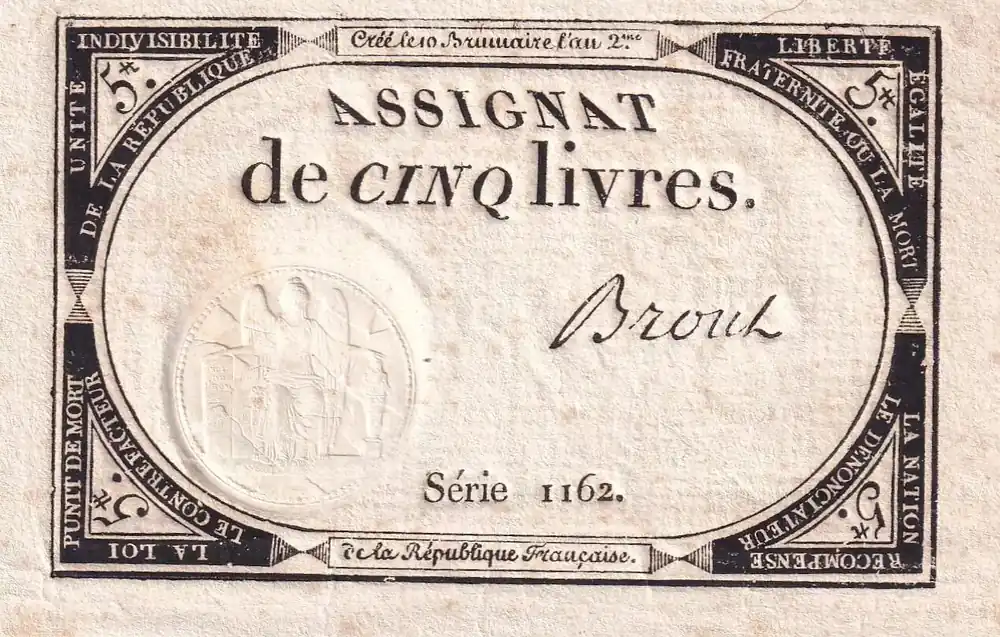 UNITÉ INDIVISIBILITÉ
DE LA RÉPUBLIQUE
5#.
Créé le 10 Brumaire l'an 2.me
LIBERTÉ ÉGALITÉ
FRATERNITÉ OU LA MORT
5#.
ASSIGNAT
de CINQ livres.
Brout
Série 1162.
LA LOI PUNIT DE MORT
LE CONTREFACTEUR
5#.
de la République Française.
LA NATION RÉCOMPENSE
LE DÉNONCIATEUR
5#.